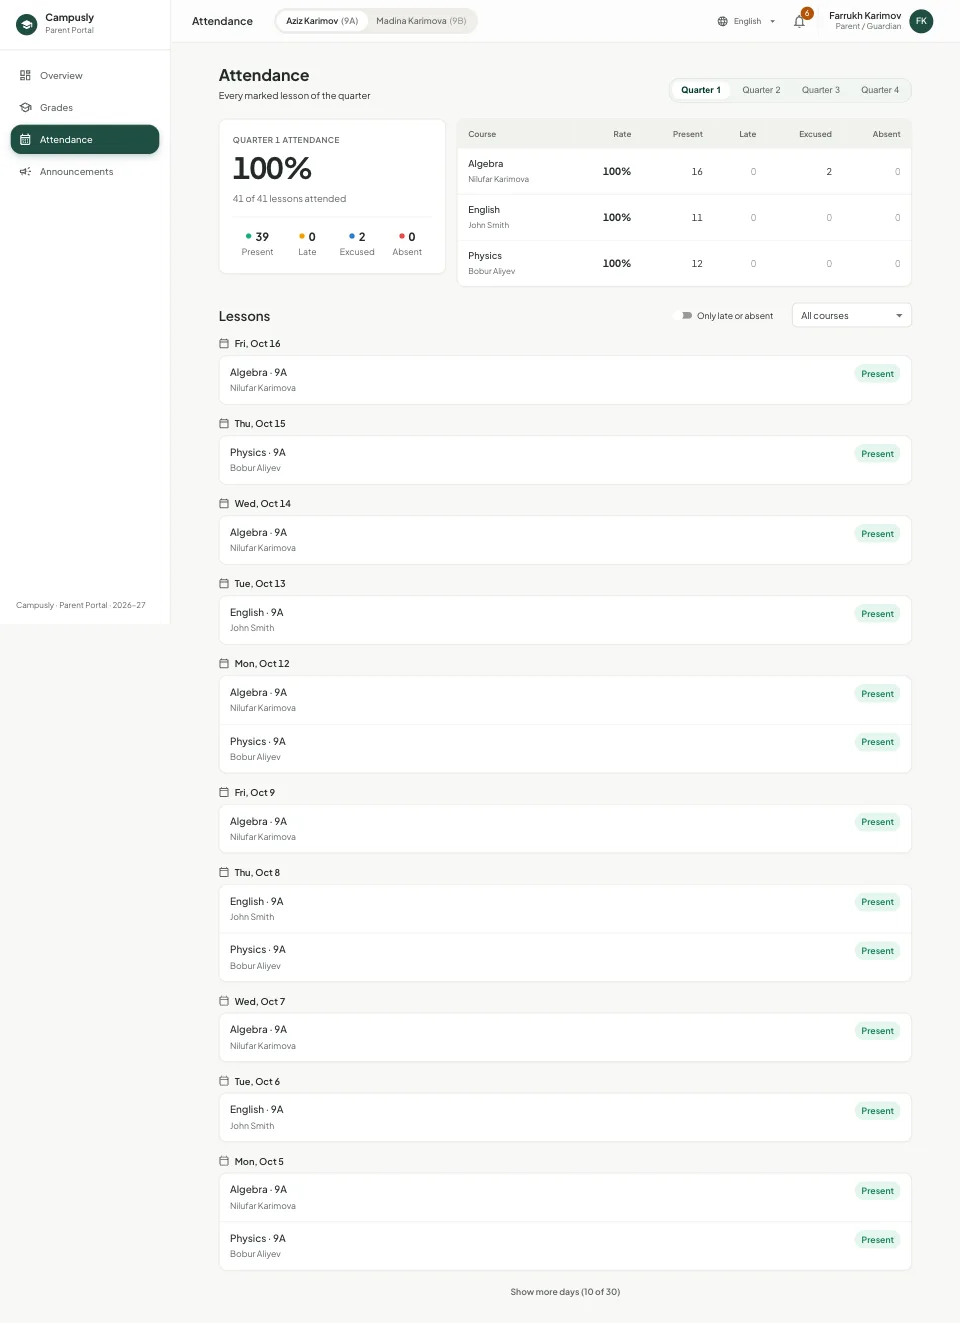 Campusly
Parent Portal
Overview
Grades
Attendance
Announcements
Campusly · Parent Portal · 2026–27
Attendance
Aziz Karimov (9A)
Madina Karimova (9B)
English
6
Farrukh Karimov
Parent / Guardian
FK
Attendance
Every marked lesson of the quarter
Quarter 1
Quarter 2
Quarter 3
Quarter 4
QUARTER 1 ATTENDANCE
100%
41 of 41 lessons attended
39
Present
0
Late
2
Excused
0
Absent
Course Rate Present Late Excused Absent
Algebra
Nilufar Karimova
100% 16 0 2 0
English
John Smith
100% 11 0 0 0
Physics
Bobur Aliyev
100% 12 0 0 0
Lessons
Only late or absent
All courses
Fri, Oct 16
Algebra · 9A
Nilufar Karimova
Present
Thu, Oct 15
Physics · 9A
Bobur Aliyev
Present
Wed, Oct 14
Algebra · 9A
Nilufar Karimova
Present
Tue, Oct 13
English · 9A
John Smith
Present
Mon, Oct 12
Algebra · 9A
Nilufar Karimova
Present
Physics · 9A
Bobur Aliyev
Present
Fri, Oct 9
Algebra · 9A
Nilufar Karimova
Present
Thu, Oct 8
English · 9A
John Smith
Present
Physics · 9A
Bobur Aliyev
Present
Wed, Oct 7
Algebra · 9A
Nilufar Karimova
Present
Tue, Oct 6
English · 9A
John Smith
Present
Mon, Oct 5
Algebra · 9A
Nilufar Karimova
Present
Physics · 9A
Bobur Aliyev
Present
Show more days (10 of 30)